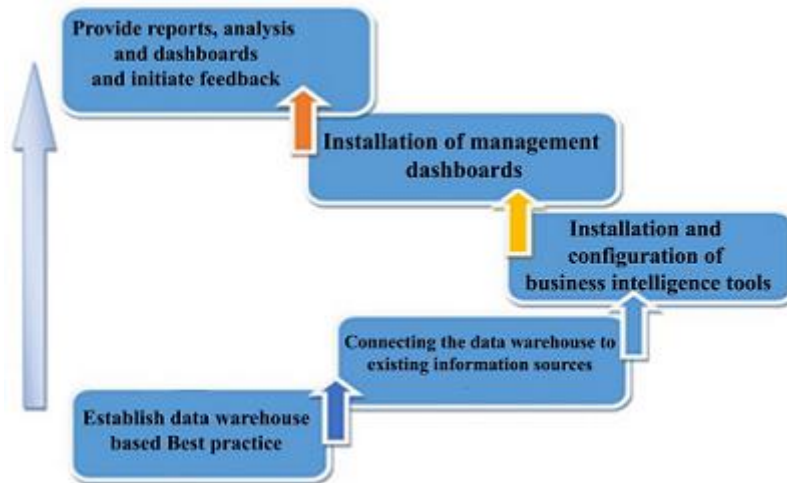 Provide reports, analysis
and dashboards
and initiate feedback
Installation of management
dashboards
Installation and
configuration of
business intelligence tools
Connecting the data warehouse to
existing information sources
Establish data warehouse
based Best practice